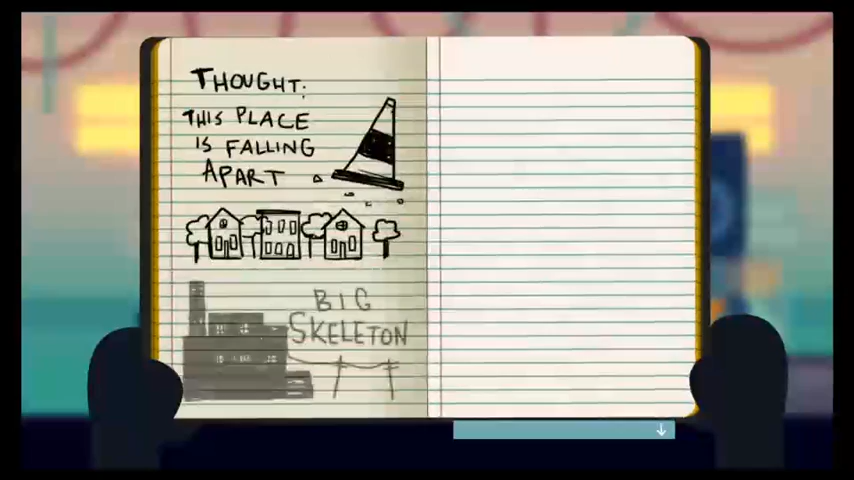 THOUGHT:
THIS PLACE
IS FALLING
APART
BIG
SKELETON